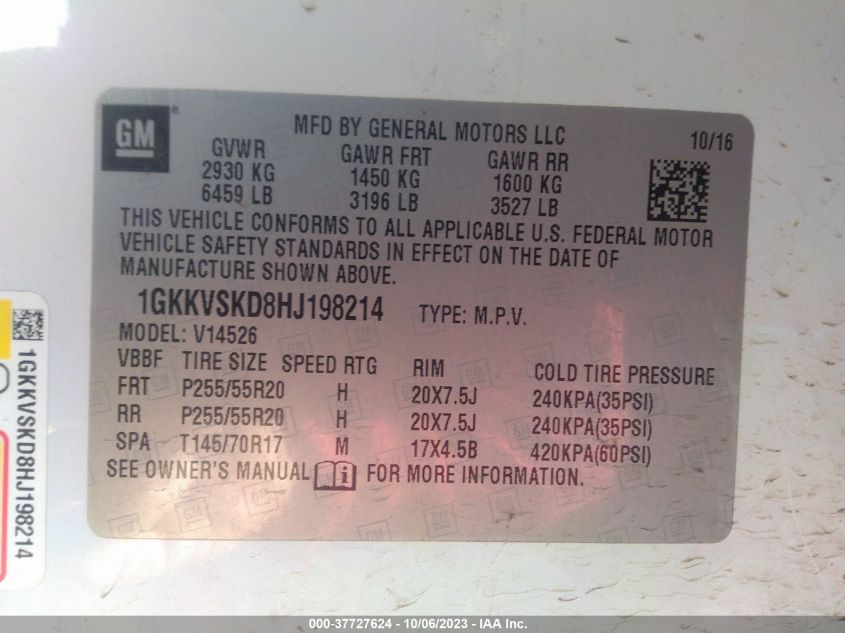 GM ®
MFD BY GENERAL MOTORS LLC 10/16
GVWR GAWR FRT GAWR RR
2930 KG 1450 KG 1600 KG
6459 LB 3196 LB 3527 LB
THIS VEHICLE CONFORMS TO ALL APPLICABLE U.S. FEDERAL MOTOR
VEHICLE SAFETY STANDARDS IN EFFECT ON THE DATE OF
MANUFACTURE SHOWN ABOVE.
1GKKVSKD8HJ198214 TYPE: M.P.V.
MODEL: V14526
VBBF TIRE SIZE SPEED RTG RIM COLD TIRE PRESSURE
FRT P255/55R20 H 20X7.5J 240KPA(35PSI)
RR P255/55R20 H 20X7.5J 240KPA(35PSI)
SPA T145/70R17 M 17X4.5B 420KPA(60PSI)
SEE OWNER'S MANUAL FOR MORE INFORMATION.
1GKKVSKD8HJ198214
000-37727624 - 10/06/2023 - IAA Inc.